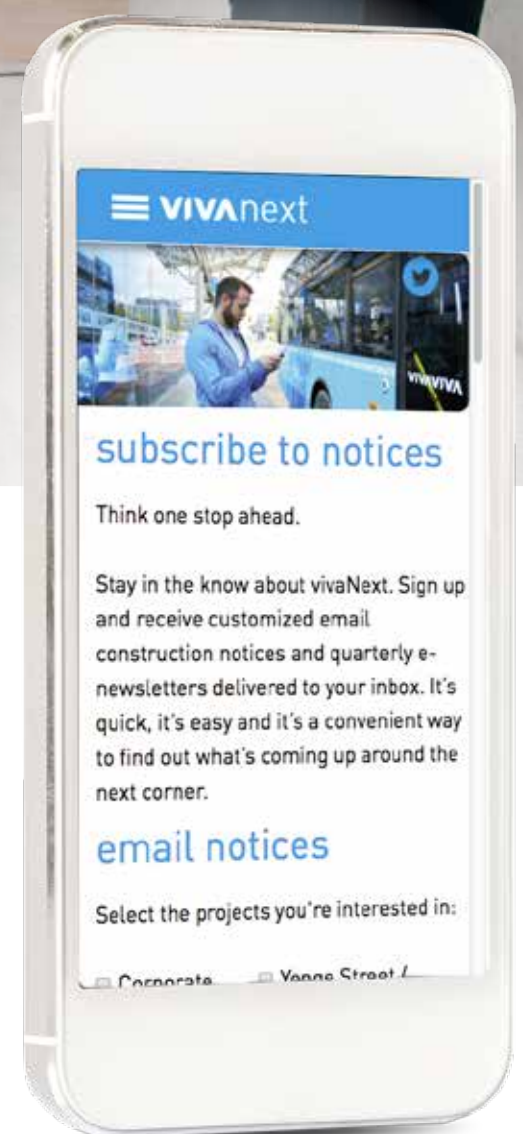 VIVAnext
VIVAVIVA
subscribe to notices
Think one stop ahead.
Stay in the know about vivaNext. Sign up
and receive customized email
construction notices and quarterly e-
newsletters delivered to your inbox. It's
quick, it's easy and it's a convenient way
to find out what's coming up around the
next corner.
email notices
Select the projects you're interested in:
Corporate Yonge Street /